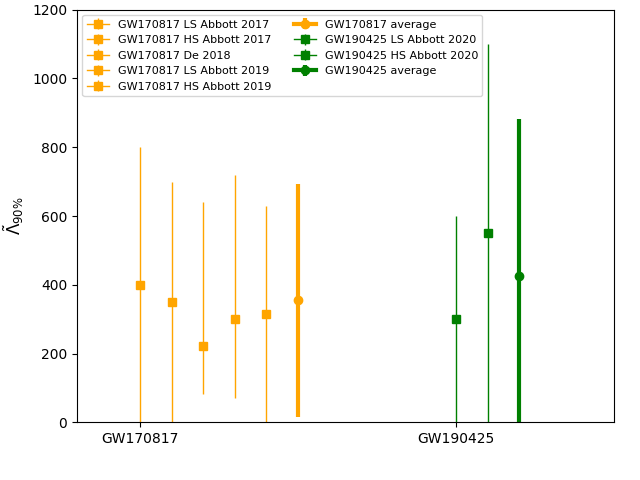 1200
1000
800
600
400
200
0
Λ̃90%
GW170817 LS Abbott 2017
GW170817 HS Abbott 2017
GW170817 De 2018
GW170817 LS Abbott 2019
GW170817 HS Abbott 2019
GW170817 average
GW190425 LS Abbott 2020
GW190425 HS Abbott 2020
GW190425 average
GW170817
GW190425